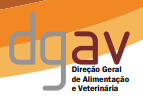 dgav
Direção Geral
de Alimentação
e Veterinária